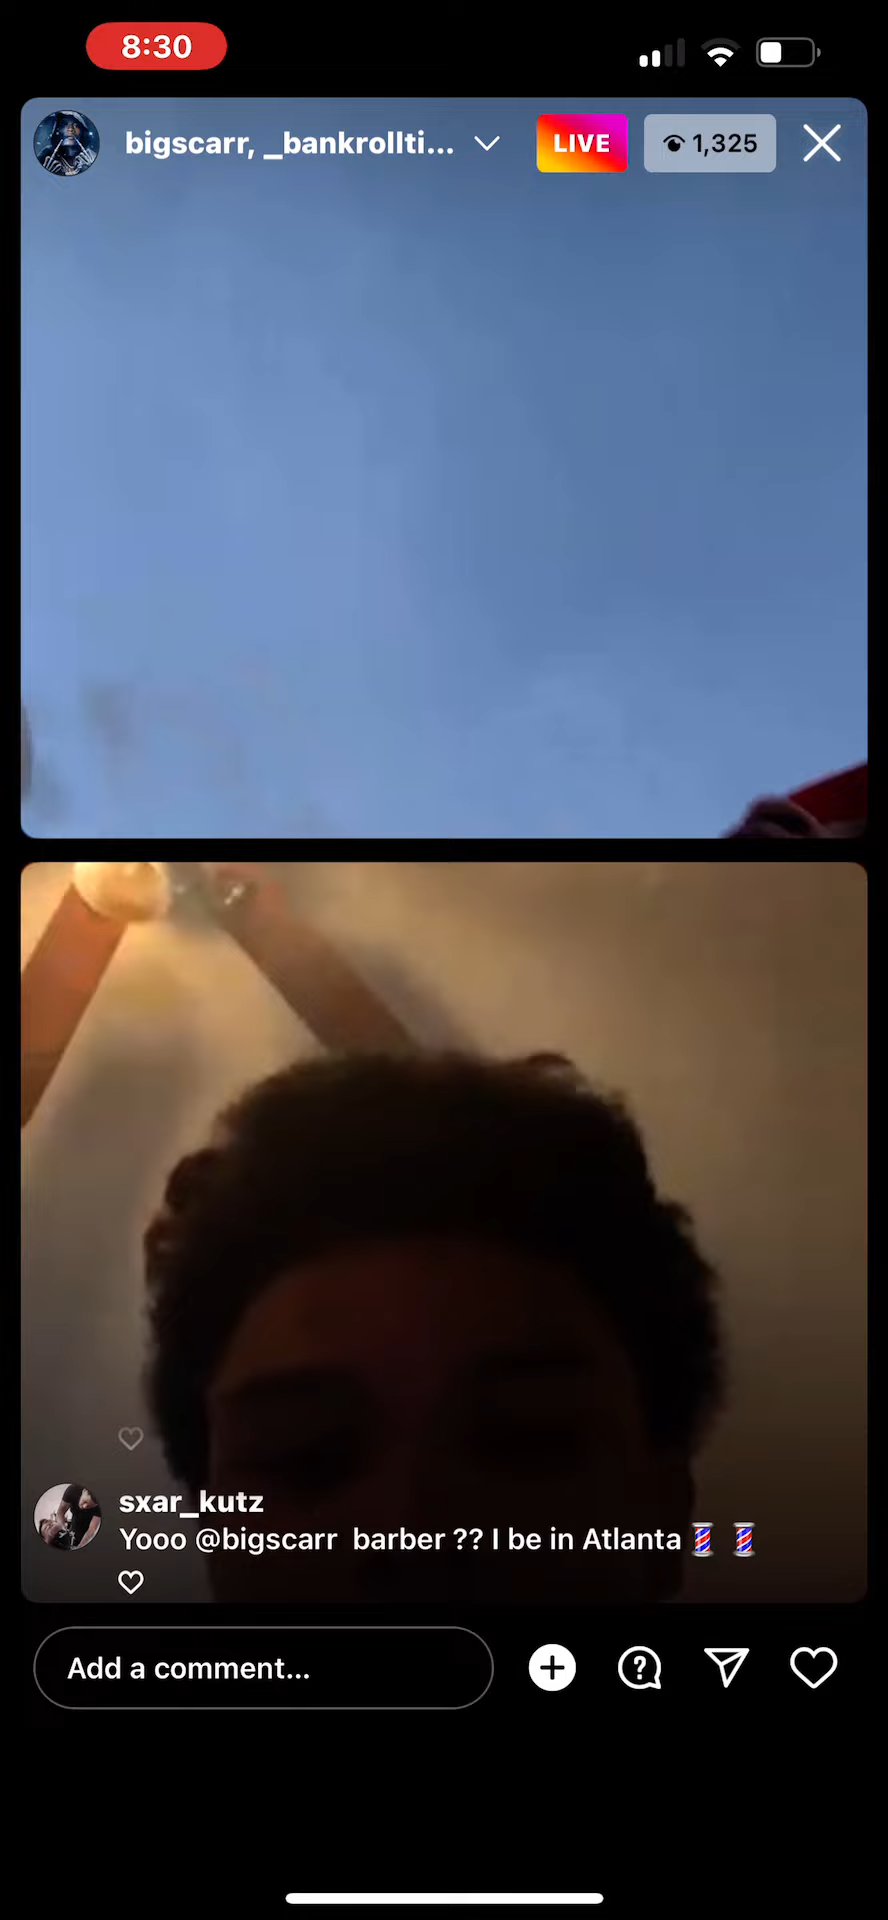 8:30
bigscarr, _bankrollti...
LIVE
1,325
sxar_kutz
Yooo @bigscarr barber ?? I be in Atlanta💈 💈
Add a comment...